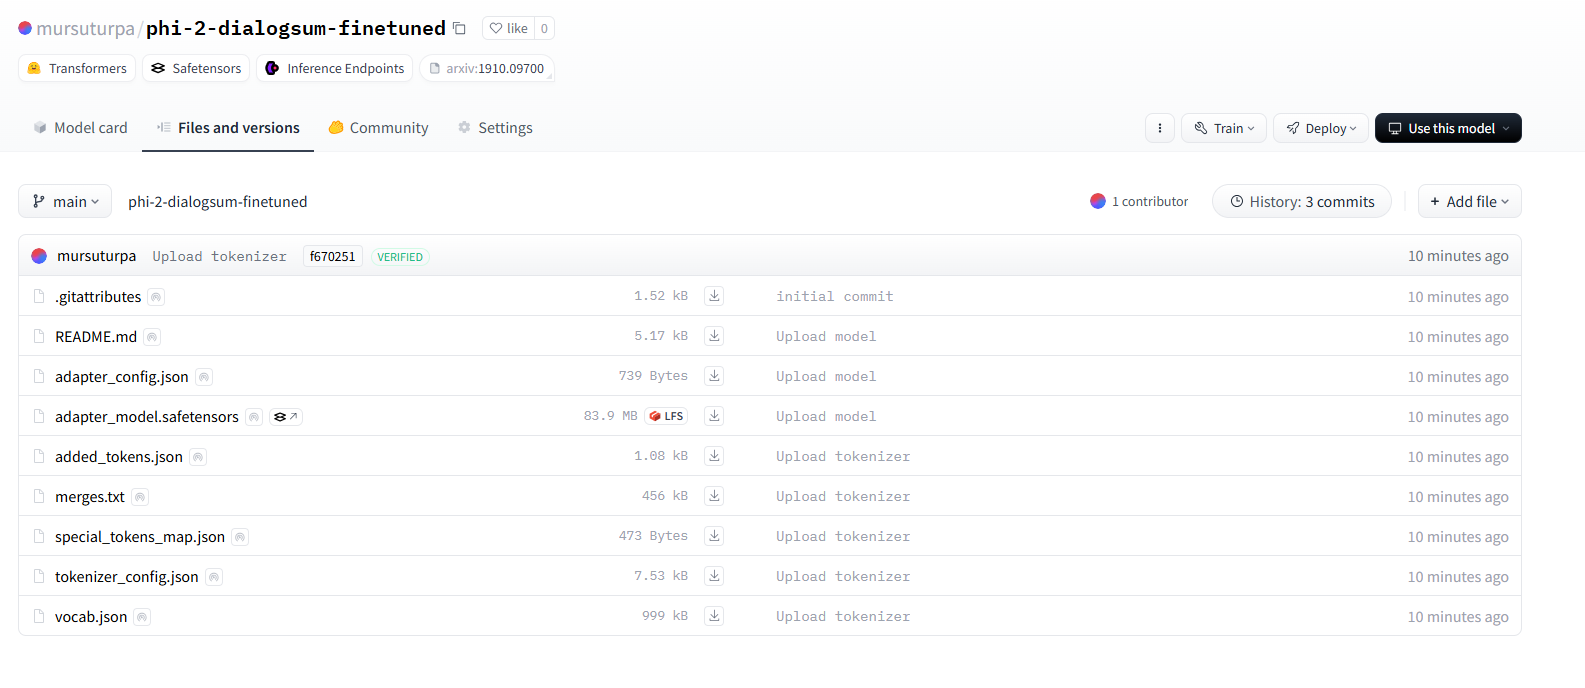 mursuturpa/phi-2-dialogsum-finetuned like 0
Transformers Safetensors Inference Endpoints arxiv:1910.09700
Model card Files and versions Community Settings Train Deploy Use this model
main phi-2-dialogsum-finetuned 1 contributor History: 3 commits + Add file
mursuturpa Upload tokenizer f670251 VERIFIED 10 minutes ago
.gitattributes 1.52 kB initial commit 10 minutes ago
README.md 5.17 kB Upload model 10 minutes ago
adapter_config.json 739 Bytes Upload model 10 minutes ago
adapter_model.safetensors 83.9 MB LFS Upload model 10 minutes ago
added_tokens.json 1.08 kB Upload tokenizer 10 minutes ago
merges.txt 456 kB Upload tokenizer 10 minutes ago
special_tokens_map.json 473 Bytes Upload tokenizer 10 minutes ago
tokenizer_config.json 7.53 kB Upload tokenizer 10 minutes ago
vocab.json 999 kB Upload tokenizer 10 minutes ago